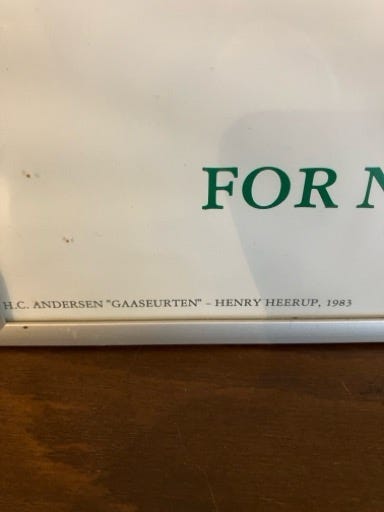 FOR
H.C. ANDERSEN "GAASEURTEN" – HENRY HEERUP, 1983